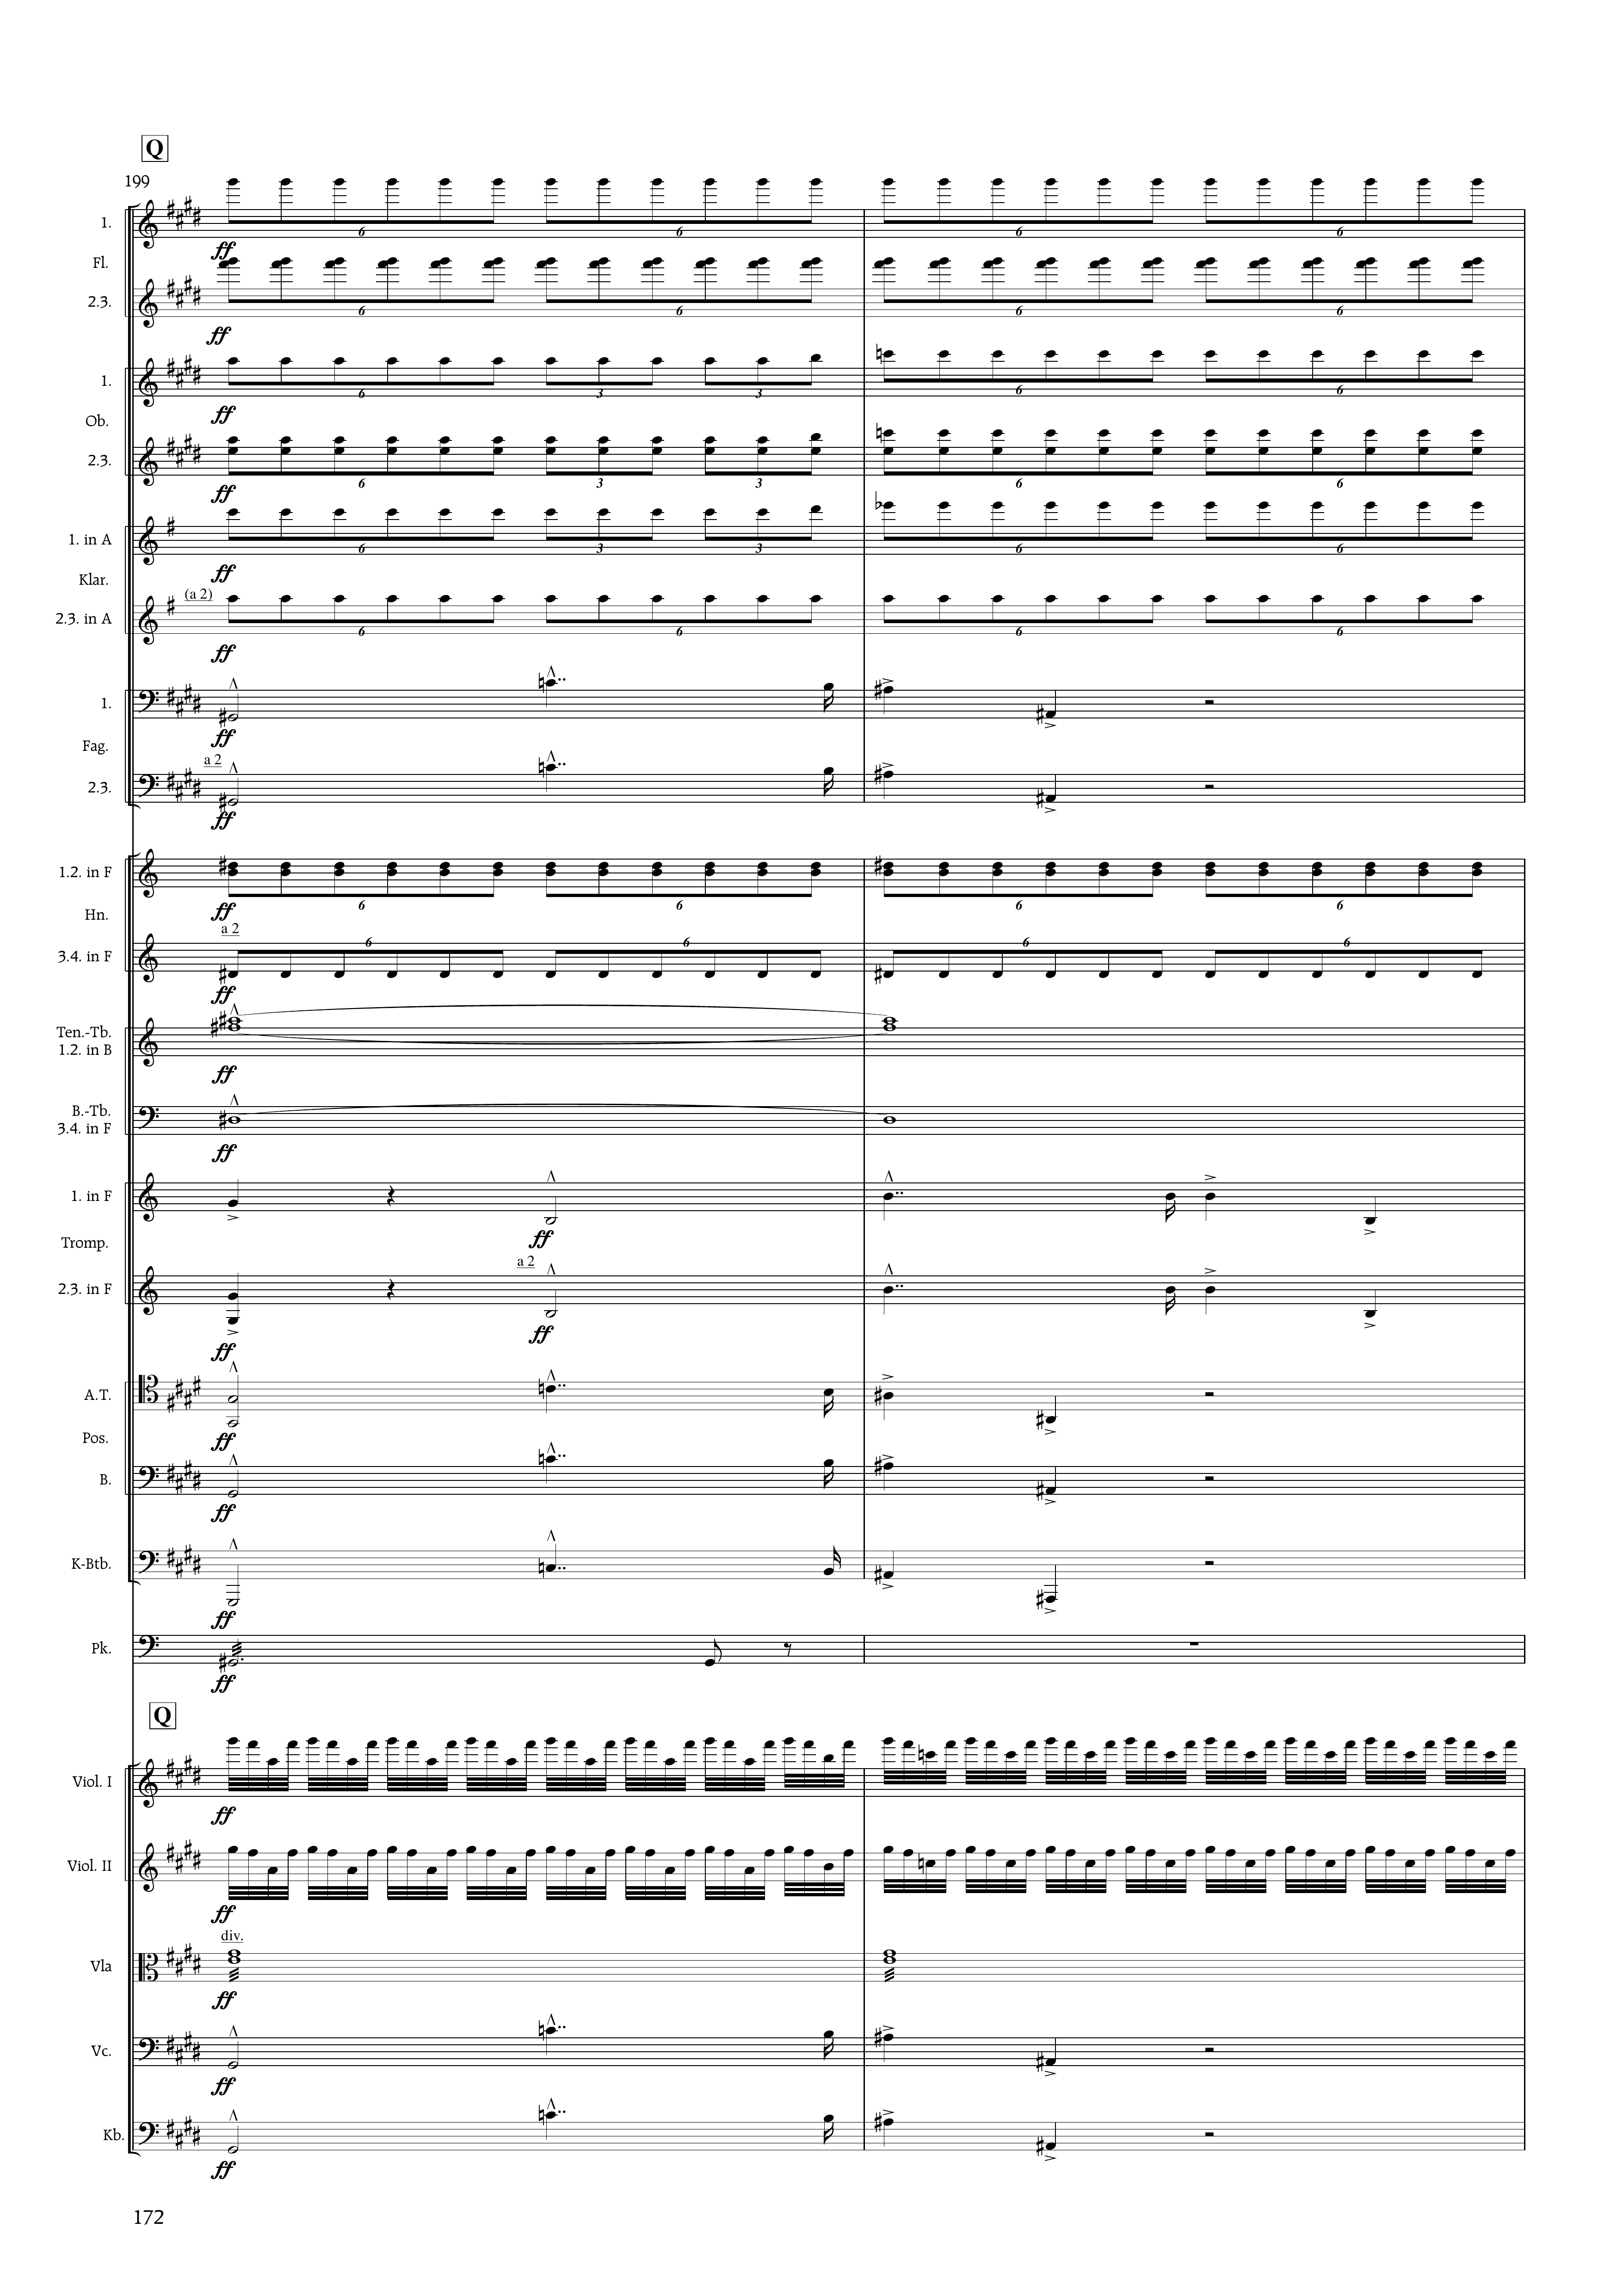 Q
199
1.
ff
6 6 6 6
Fl.
2.3.
ff
6 6 6 6
1.
ff
6 3 3 6 6
Ob.
2.3.
ff
6 3 3 6 6
1. in A
ff
6 3 3 6 6
Klar.
(a 2)
2.3. in A
ff
6 6 6 6
1.
ff
Fag.
a 2
2.3.
ff
1.2. in F
ff
6 6 6 6
Hn.
a 2
6 6 6 6
3.4. in F
ff
Ten.-Tb.
1.2. in B
ff
B.-Tb.
3.4. in F
ff
1. in F
ff
Tromp.
a 2
2.3. in F
ff
ff
A.T.
ff
Pos.
B.
ff
K-Btb.
ff
Pk.
ff
Q
Viol. I
ff
Viol. II
ff
div.
Vla
ff
Vc.
ff
Kb.
ff
172